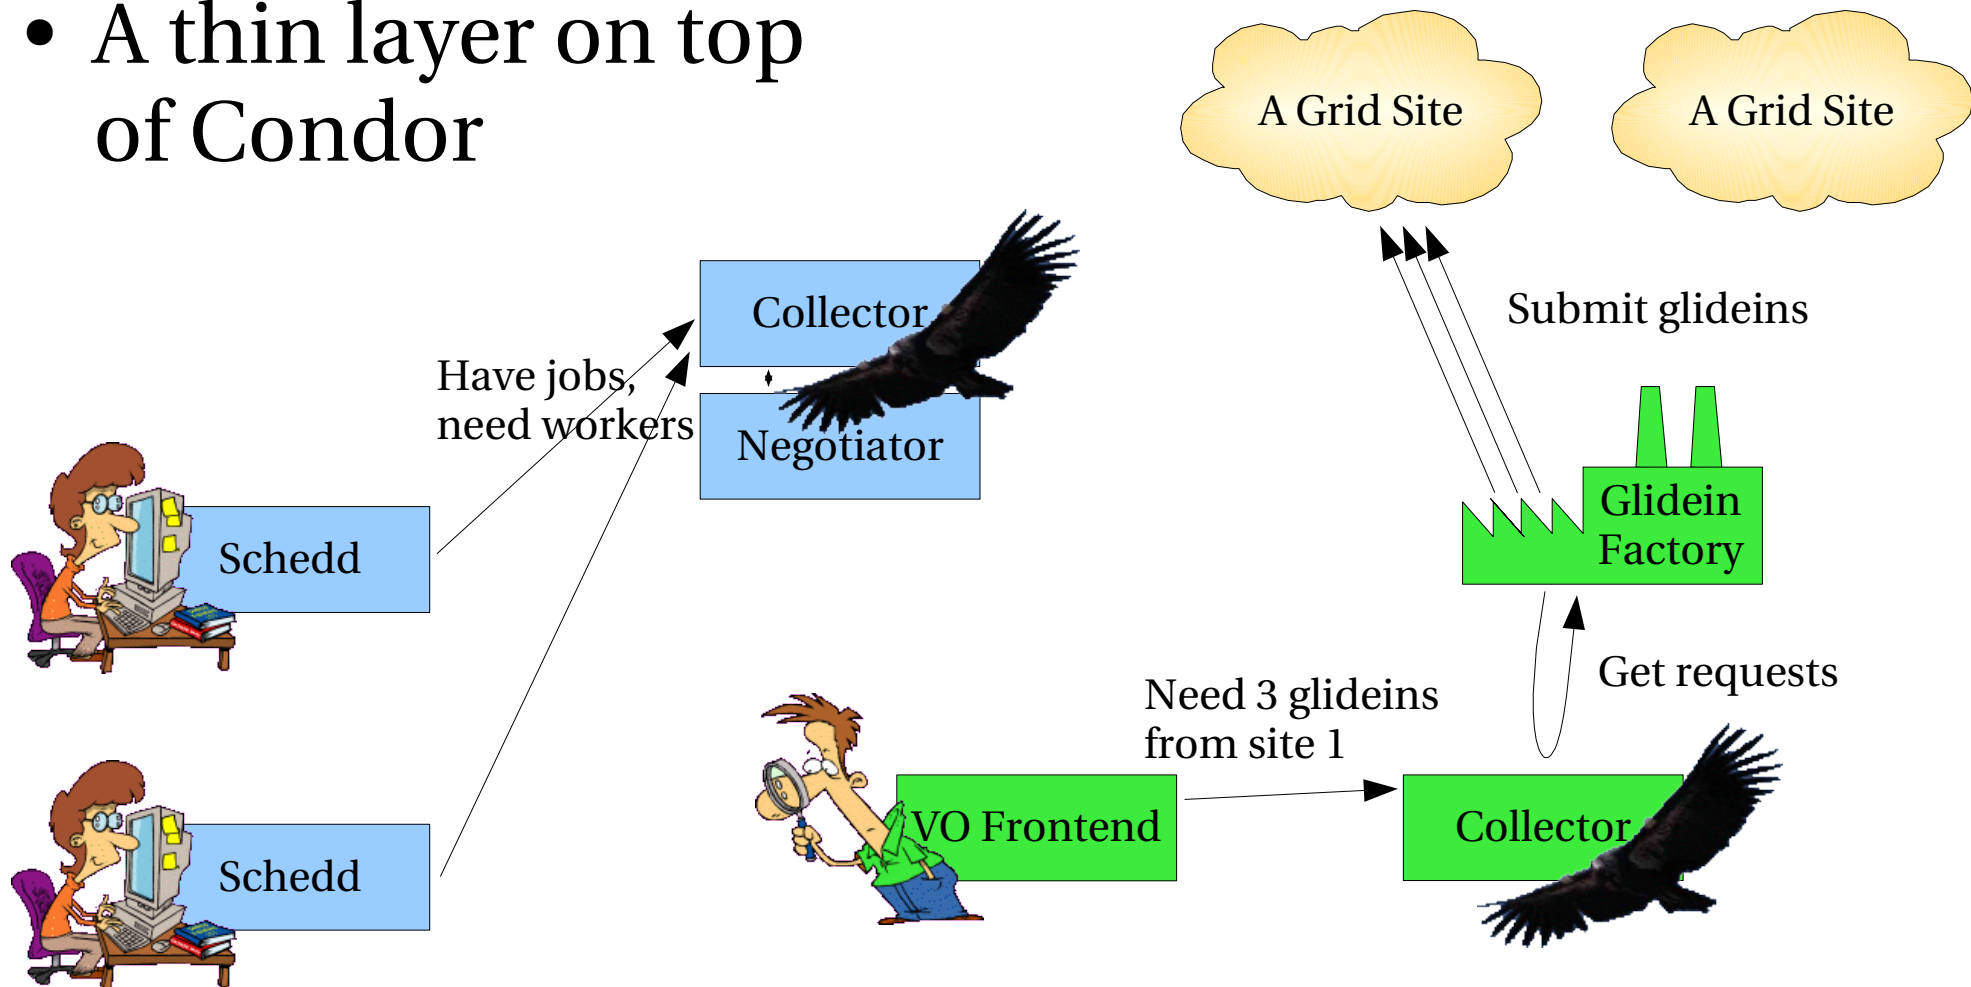 • A thin layer on top
of Condor
A Grid Site
A Grid Site
Collector
Submit glideins
Have jobs,
need workers
Negotiator
Glidein
Factory
Schedd
Get requests
Need 3 glideins
from site 1
VO Frontend
Collector
Schedd